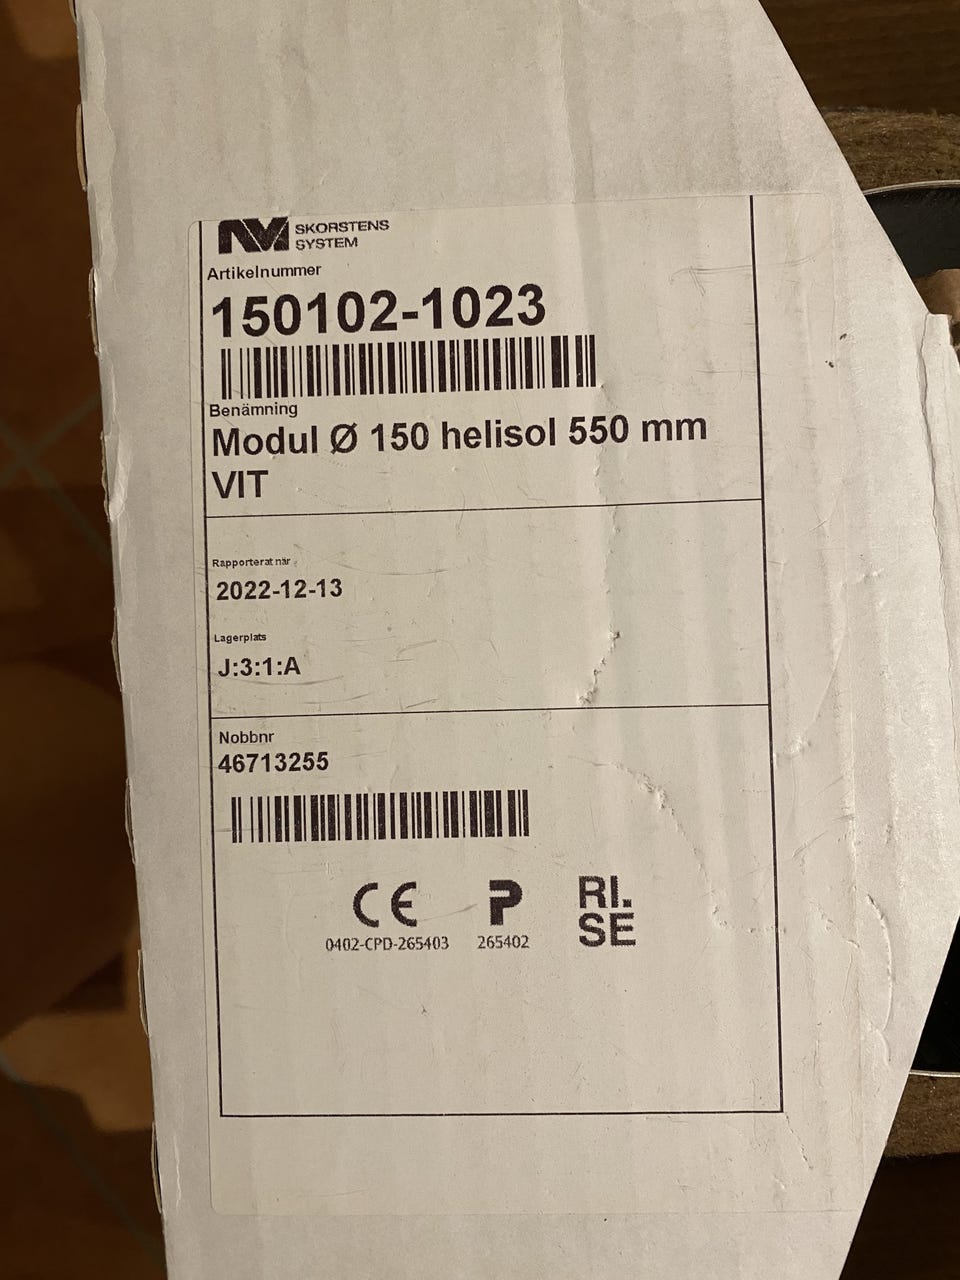 NVI SKORSTENS
SYSTEM
Artikelnummer
150102-1023
Benämning
Modul Ø 150 helisol 550 mm
VIT
Rapporterat när
2022-12-13
Lagerplats
J:3:1:A
Nobbnr
46713255
CE P RI.
SE
0402-CPD-265403 265402